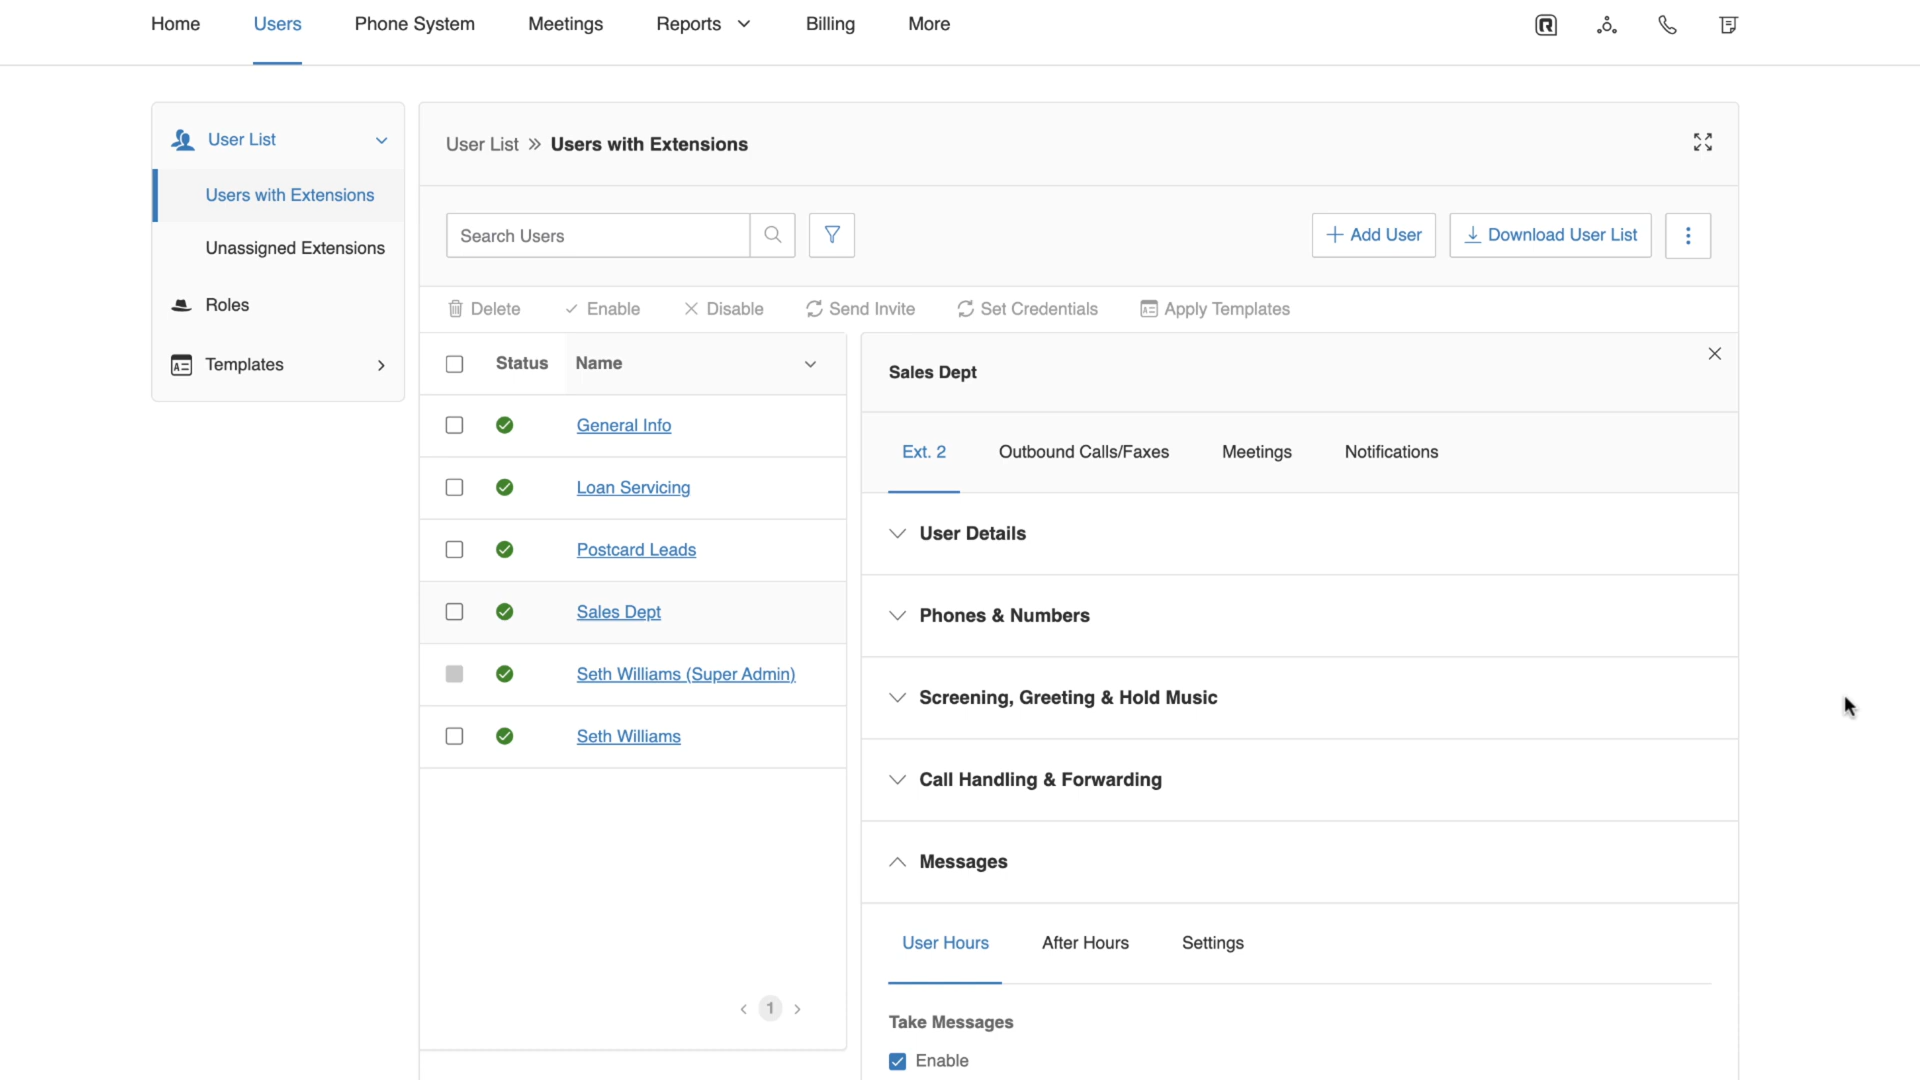 Home Users Phone System Meetings Reports Billing More
User List
Users with Extensions
Unassigned Extensions
Roles
Templates
User List » Users with Extensions
Search Users
Add User Download User List
Delete Enable Disable Send Invite Set Credentials Apply Templates
Status Name
General Info
Loan Servicing
Postcard Leads
Sales Dept
Seth Williams (Super Admin)
Seth Williams
1
Sales Dept
Ext. 2 Outbound Calls/Faxes Meetings Notifications
User Details
Phones & Numbers
Screening, Greeting & Hold Music
Call Handling & Forwarding
Messages
User Hours After Hours Settings
Take Messages
Enable